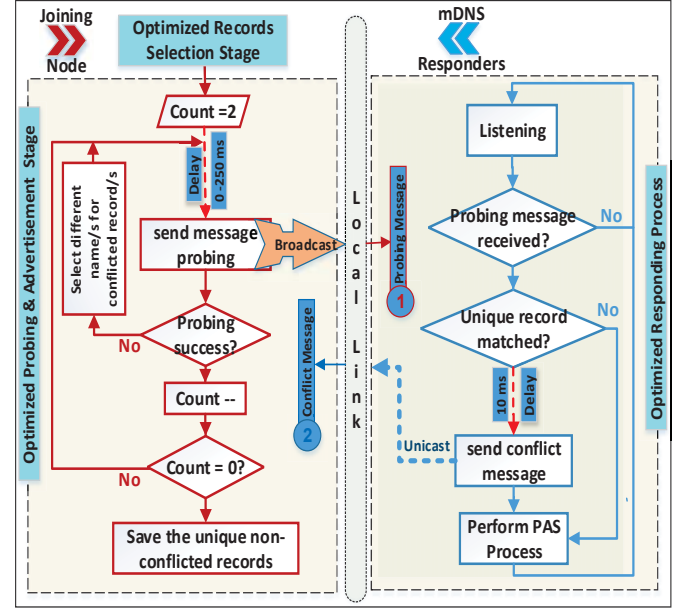 Joining
Node
Optimized Records
Selection Stage
mDNS
Responders
Optimized Probing & Advertisement Stage
Count =2
Delay
0 -250 ms
Select different
name/s for
conflicted record/s
send message
probing
Broadcast
Probing
success?
No
Count --
Count = 0?
No
Save the unique non-
conflicted records
Local Link
Probing Message
1
Conflict Message
2
Unicast
Listening
Probing message
received?
No
Unique record
matched?
No
10 ms
Delay
send conflict
message
Perform PAS
Process
Optimized Responding Process